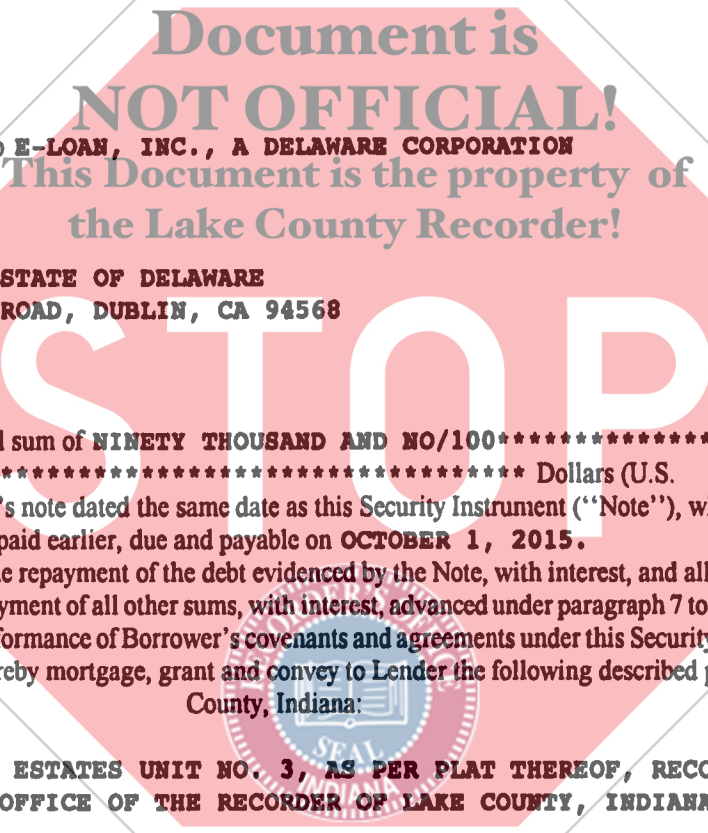 Document is
NOT OFFICIAL!
E-LOAN, INC., A DELAWARE CORPORATION
This Document is the property of
the Lake County Recorder!
STATE OF DELAWARE
ROAD, DUBLIN, CA 94568
STOP
sum of NINETY THOUSAND AND NO/100**************
********************************** Dollars (U.S.
's note dated the same date as this Security Instrument (“Note”), w
paid earlier, due and payable on OCTOBER 1, 2015.
e repayment of the debt evidenced by the Note, with interest, and all
yment of all other sums, with interest, advanced under paragraph 7 to
formance of Borrower's covenants and agreements under this Security
reby mortgage, grant and convey to Lender the following described p
County, Indiana:
RECORDER'S OFFICE
SEAL
INDIANA
ESTATES UNIT NO. 3, AS PER PLAT THEREOF, RECO
OFFICE OF THE RECORDER OF LAKE COUNTY, INDIANA